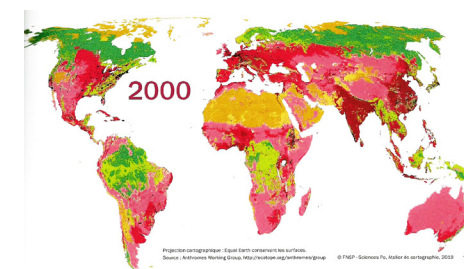 2000
Projection cartographique : Equal Earth conservant les surfaces.
Source : Anthromes Working Group, http://ecotope.org/anthromes/group
© FNSP - Sciences Po, Atelier de cartographie, 2019